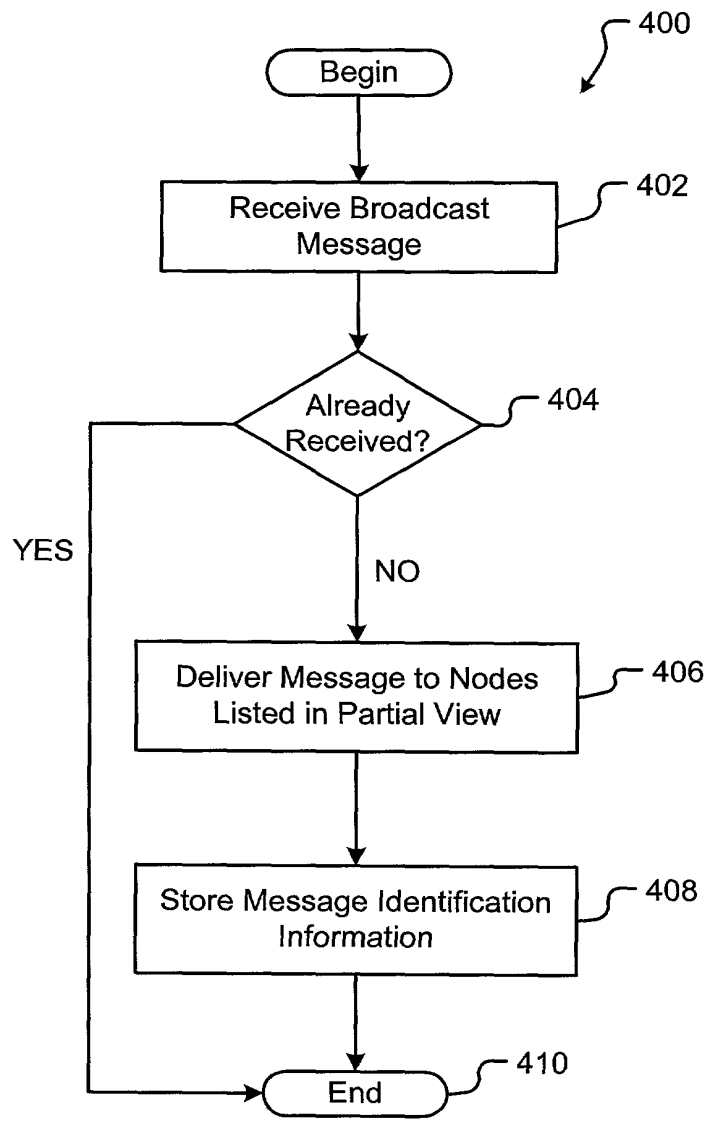 400
Begin
402
Receive Broadcast
Message
404
Already
Received?
YES
NO
406
Deliver Message to Nodes
Listed in Partial View
408
Store Message Identification
Information
410
End